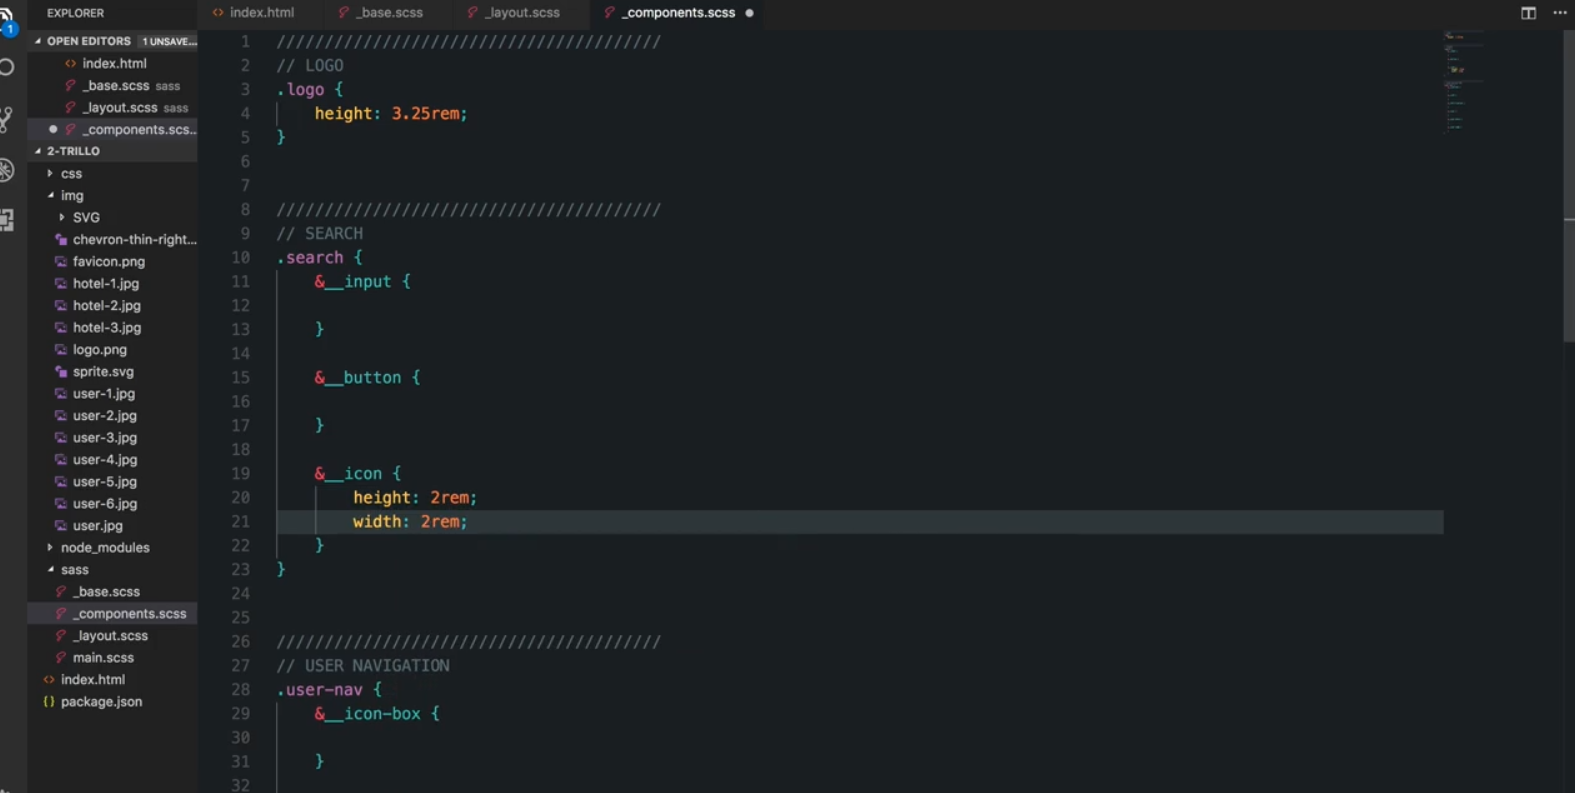 EXPLORER
OPEN EDITORS 1 UNSAVE...
index.html
_base.scss sass
_layout.scss sass
_components.scs...
2-TRILLO
css
img
SVG
chevron-thin-right...
favicon.png
hotel-1.jpg
hotel-2.jpg
hotel-3.jpg
logo.png
sprite.svg
user-1.jpg
user-2.jpg
user-3.jpg
user-4.jpg
user-5.jpg
user-6.jpg
user.jpg
node_modules
sass
_base.scss
_components.scss
_layout.scss
main.scss
index.html
package.json
1
index.html _base.scss _layout.scss _components.scss
1 ////////////////////////////////////////
2 // LOGO
3 .logo {
4 height: 3.25rem;
5 }
6
7
8 ////////////////////////////////////////
9 // SEARCH
10 .search {
11 &__input {
12
13 }
14
15 &__button {
16
17 }
18
19 &__icon {
20 height: 2rem;
21 width: 2rem;
22 }
23 }
24
25
26 ////////////////////////////////////////
27 // USER NAVIGATION
28 .user-nav {
29 &__icon-box {
30
31 }
32